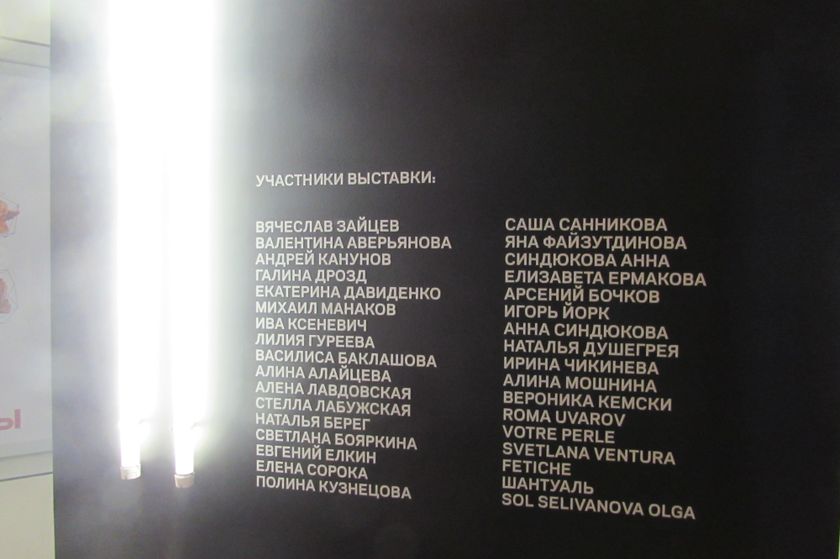 УЧАСТНИКИ ВЫСТАВКИ:
ВЯЧЕСЛАВ ЗАЙЦЕВ
ВАЛЕНТИНА АВЕРЬЯНОВА
АНДРЕЙ КАНУНОВ
ГАЛИНА ДРОЗД
ЕКАТЕРИНА ДАВИДЕНКО
МИХАИЛ МАНАКОВ
ИВА КСЕНЕВИЧ
ЛИЛИЯ ГУРЕЕВА
ВАСИЛИСА БАКЛАШОВА
АЛИНА АЛАЙЦЕВА
АЛЕНА ЛАВДОВСКАЯ
СТЕЛЛА ЛАБУЖСКАЯ
НАТАЛЬЯ БЕРЕГ
СВЕТЛАНА БОЯРКИНА
ЕВГЕНИЙ ЕЛКИН
ЕЛЕНА СОРОКА
ПОЛИНА КУЗНЕЦОВА
САША САННИКОВА
ЯНА ФАЙЗУТДИНОВА
СИНДЮКОВА АННА
ЕЛИЗАВЕТА ЕРМАКОВА
АРСЕНИЙ БОЧКОВ
ИГОРЬ ЙОРК
АННА СИНДЮКОВА
НАТАЛЬЯ ДУШЕГРЕЯ
ИРИНА ЧИКИНЕВА
АЛИНА МОШНИНА
ВЕРОНИКА КЕМСКИ
ROMA UVAROV
VOTRE PERLE
SVETLANA VENTURA
FETICHE
ШАНТУАЛЬ
SOL SELIVANOVA OLGA